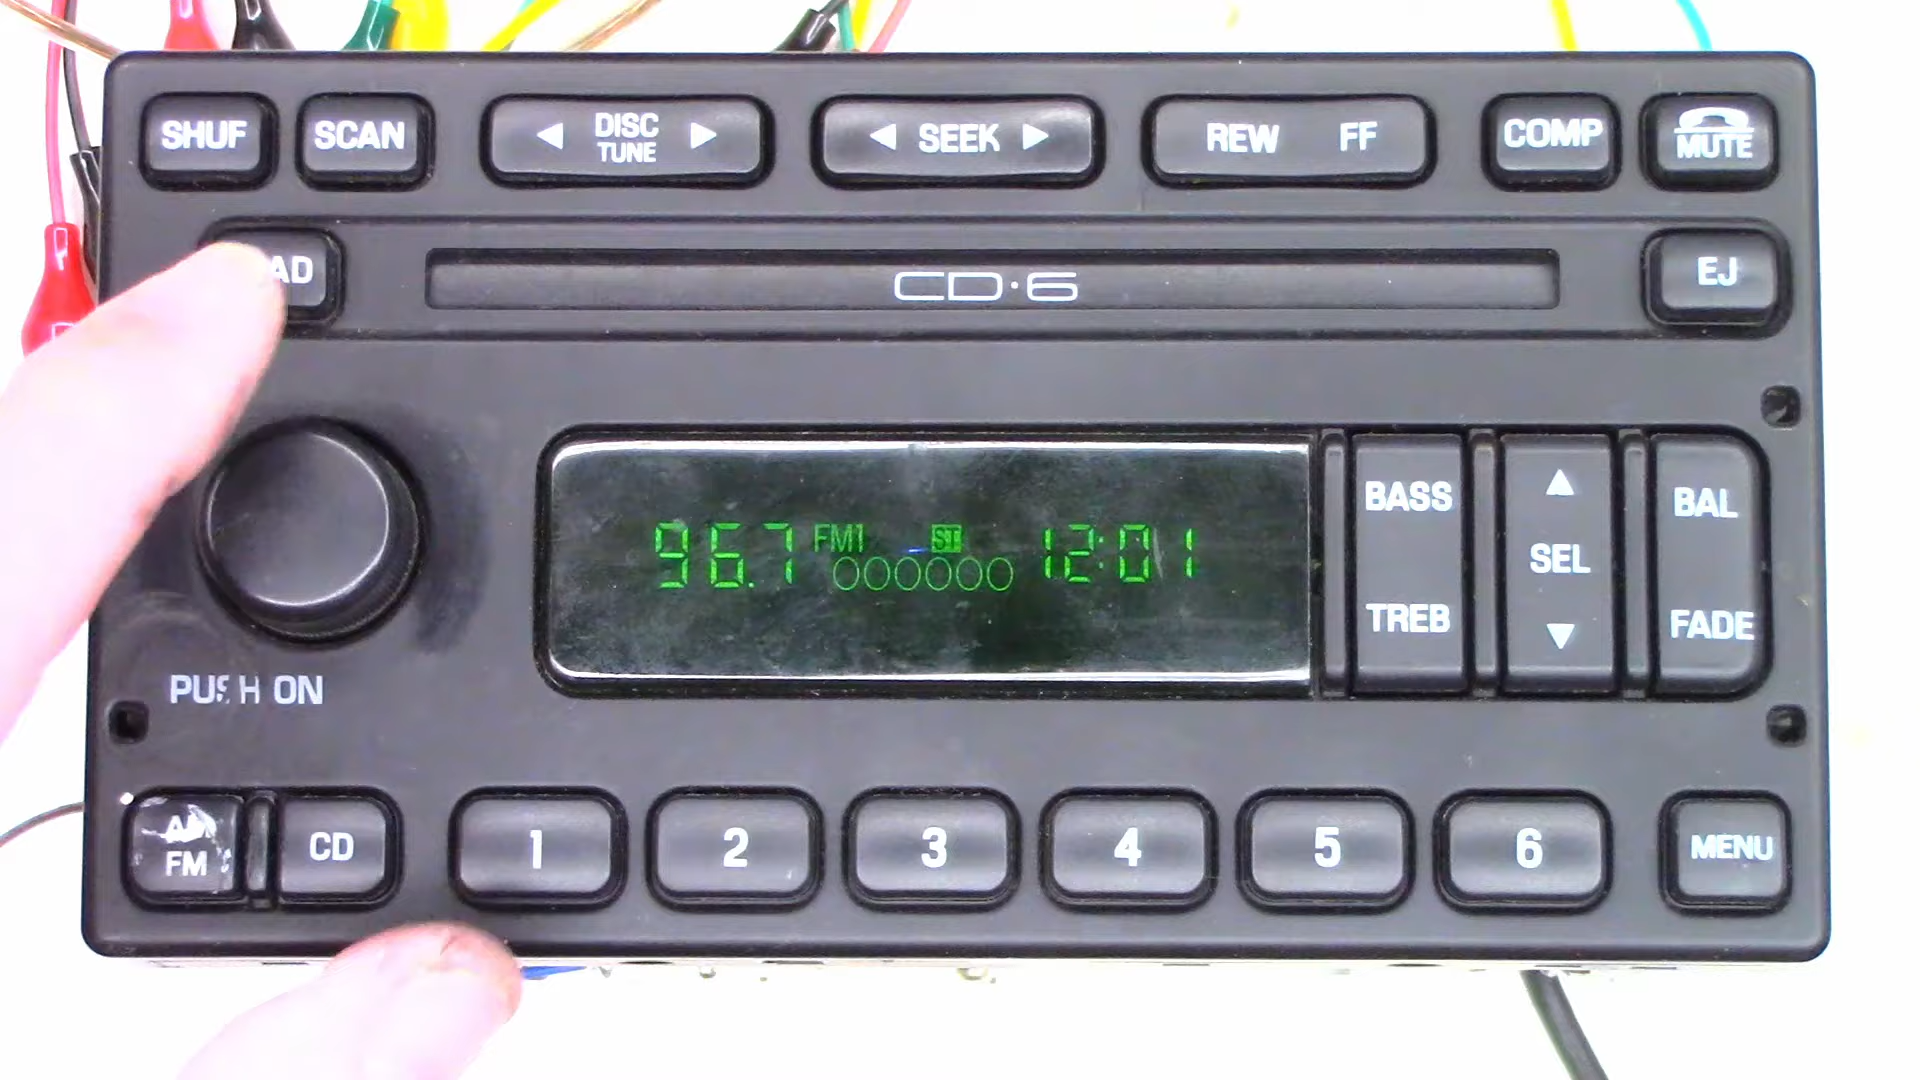 SHUF SCAN ◄ DISC TUNE ► ◄ SEEK ► REW FF COMP MUTE
AD CD·6 EJ
96.7 FM1 ST 12:01
BASS ▲ BAL
SEL
TREB ▼ FADE
PUSH ON
AM FM CD 1 2 3 4 5 6 MENU